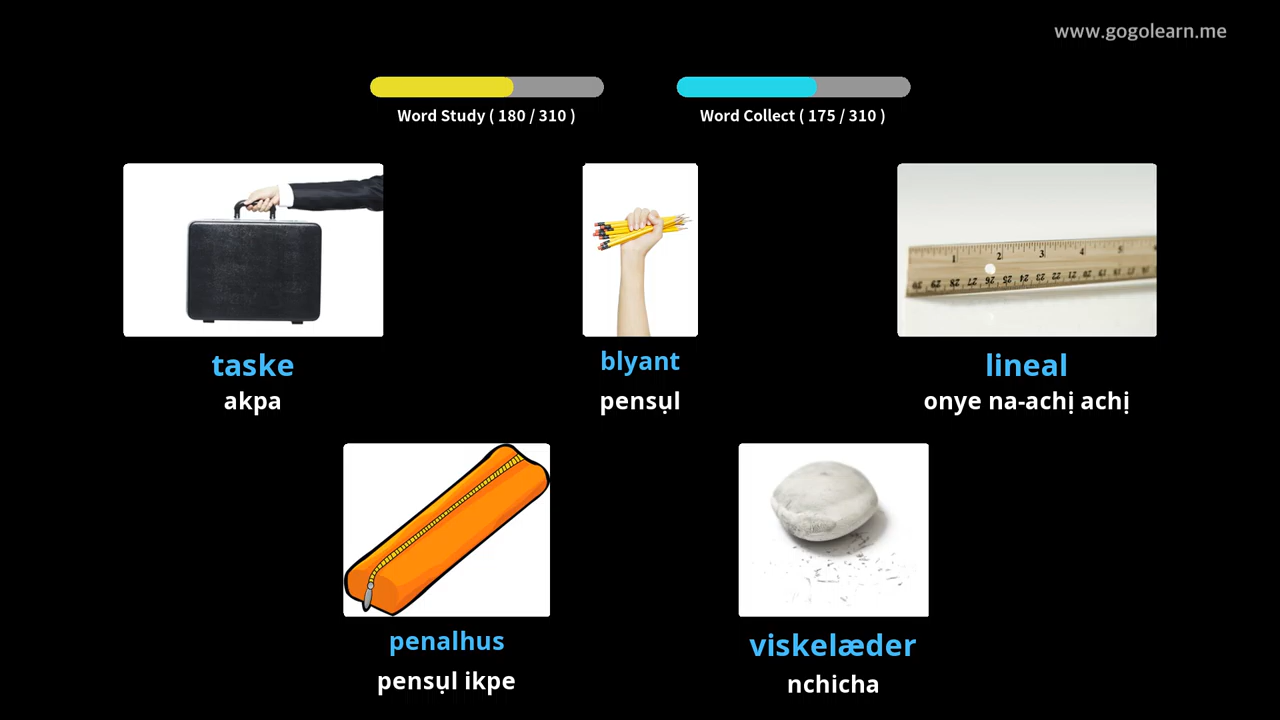 www.gogolearn.me
Word Study ( 180 / 310 )
Word Collect ( 175 / 310 )
taske
akpa
blyant
pensụl
lineal
onye na-achị achị
penalhus
pensụl ikpe
viskelæder
nchicha